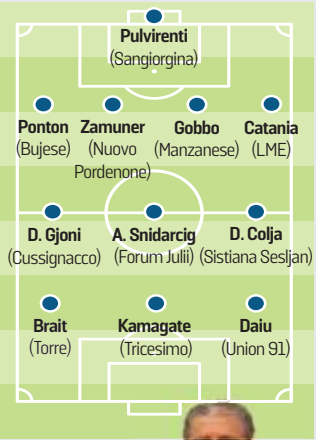 Pulvirenti
(Sangiorgina)
Ponton Zamuner Gobbo Catania
(Bujese) (Nuovo Pordenone) (Manzanese) (LME)
D. Gjoni A. Snidarcig D. Colja
(Cussignacco) (Forum Julii) (Sistiana Sesljan)
Brait Kamagate Daiu
(Torre) (Tricesimo) (Union 91)